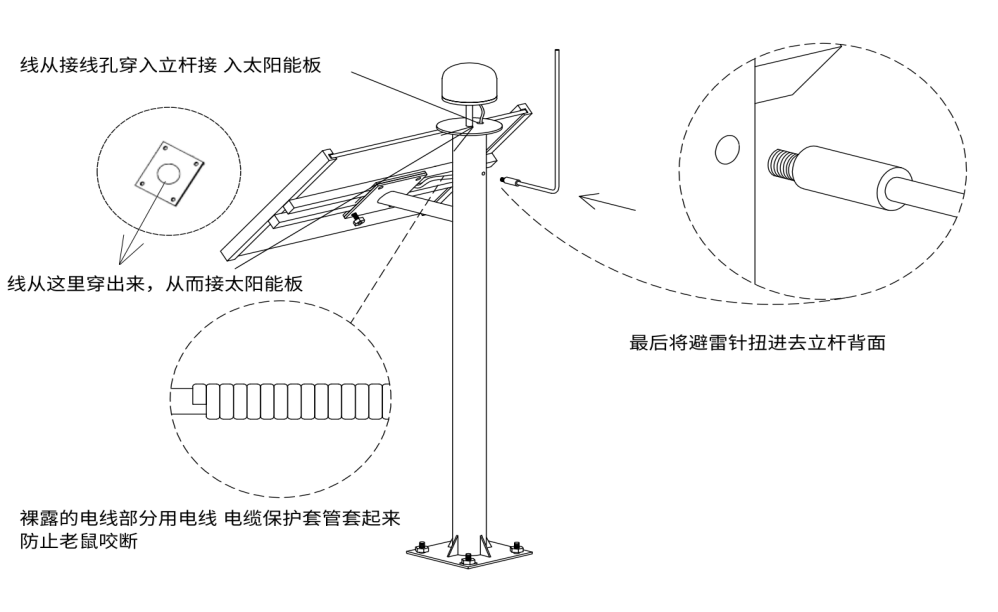 线从接线孔穿入立杆接 入太阳能板
线从这里穿出来，从而接太阳能板
最后将避雷针扭进去立杆背面
裸露的电线部分用电线 电缆保护套管套起来
防止老鼠咬断